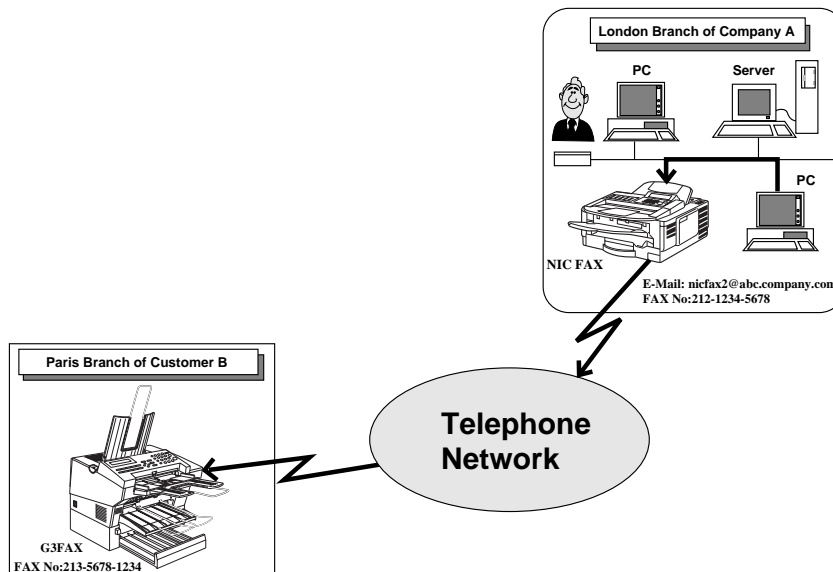 London Branch of Company A
PC
Server
PC
NIC FAX
E-Mail: nicfax2@abc.company.com
FAX No:212-1234-5678
Paris Branch of Customer B
Telephone
Network
G3FAX
FAX No:213-5678-1234